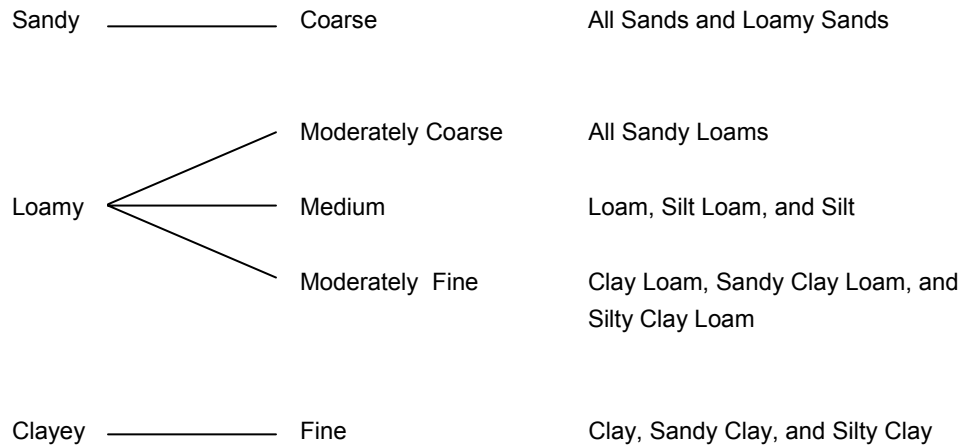 Sandy Coarse All Sands and Loamy Sands
Moderately Coarse All Sandy Loams
Loamy Medium Loam, Silt Loam, and Silt
Moderately Fine Clay Loam, Sandy Clay Loam, and
Silty Clay Loam
Clayey Fine Clay, Sandy Clay, and Silty Clay